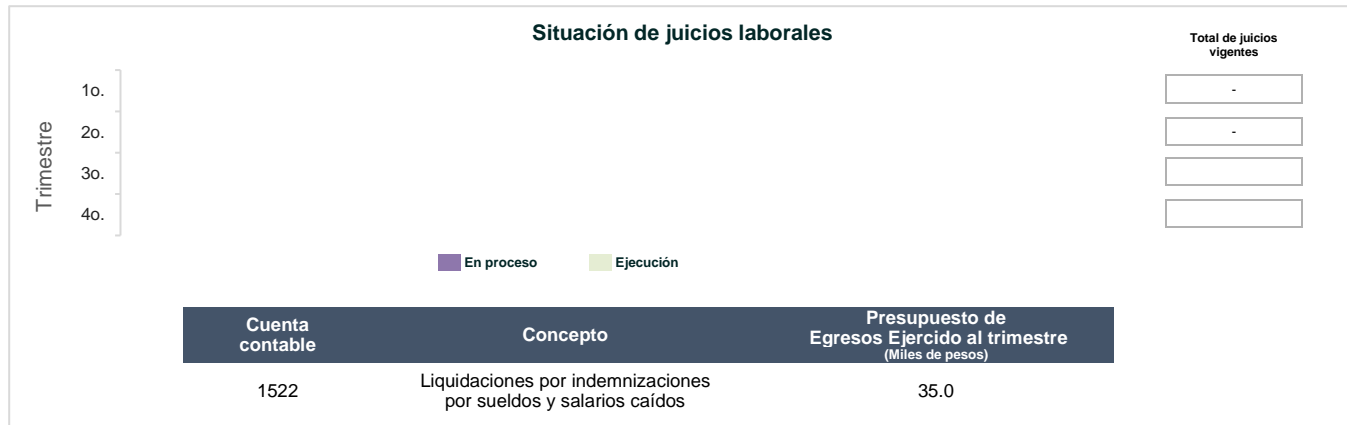 Situación de juicios laborales
Total de juicios
vigentes
Trimestre
1o.
-
2o.
-
3o.
4o.
En proceso
Ejecución
Cuenta
contable
Concepto
Presupuesto de
Egresos Ejercido al trimestre
(Miles de pesos)
1522
Liquidaciones por indemnizaciones
por sueldos y salarios caídos
35.0